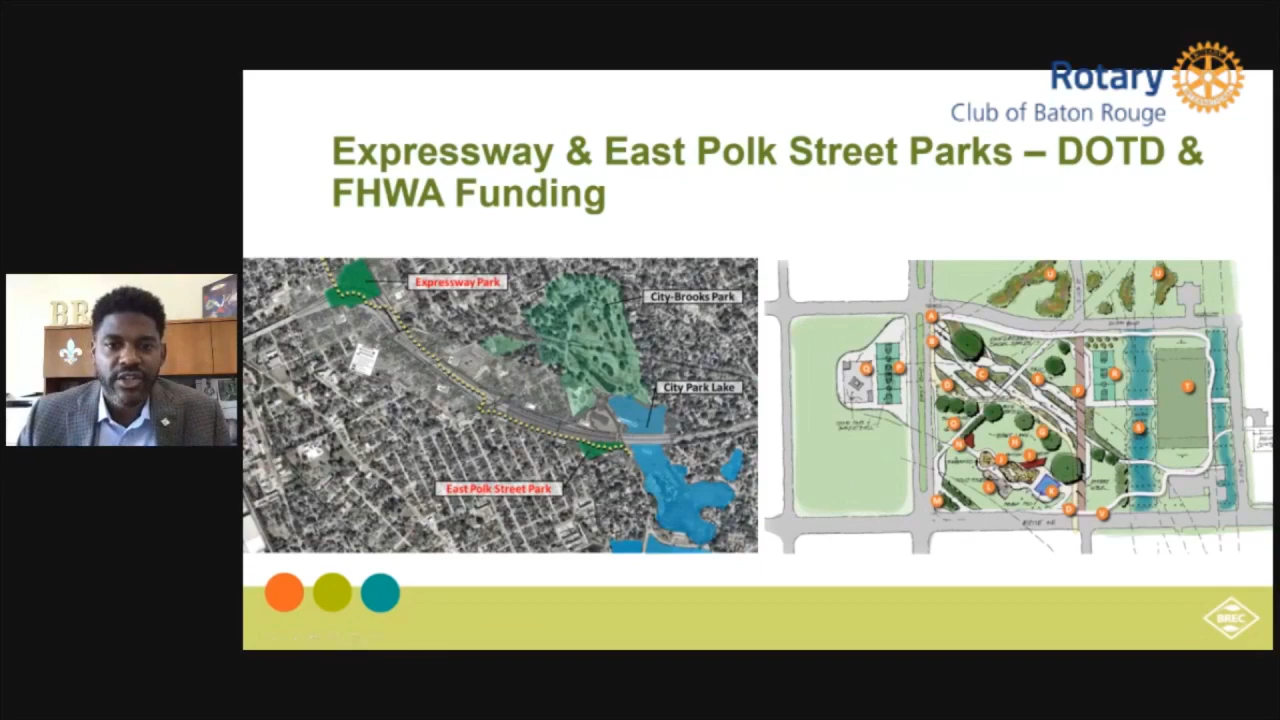 Rotary
Club of Baton Rouge
Expressway & East Polk Street Parks – DOTD &
FHWA Funding
Expressway Park
City-Brooks Park
City Park Lake
East Polk Street Park
BR
U
U
A
B
Q
P
C
D
E
F
R
T
S
O
N
H
G
J
I
L
K
M
D
V
BREC